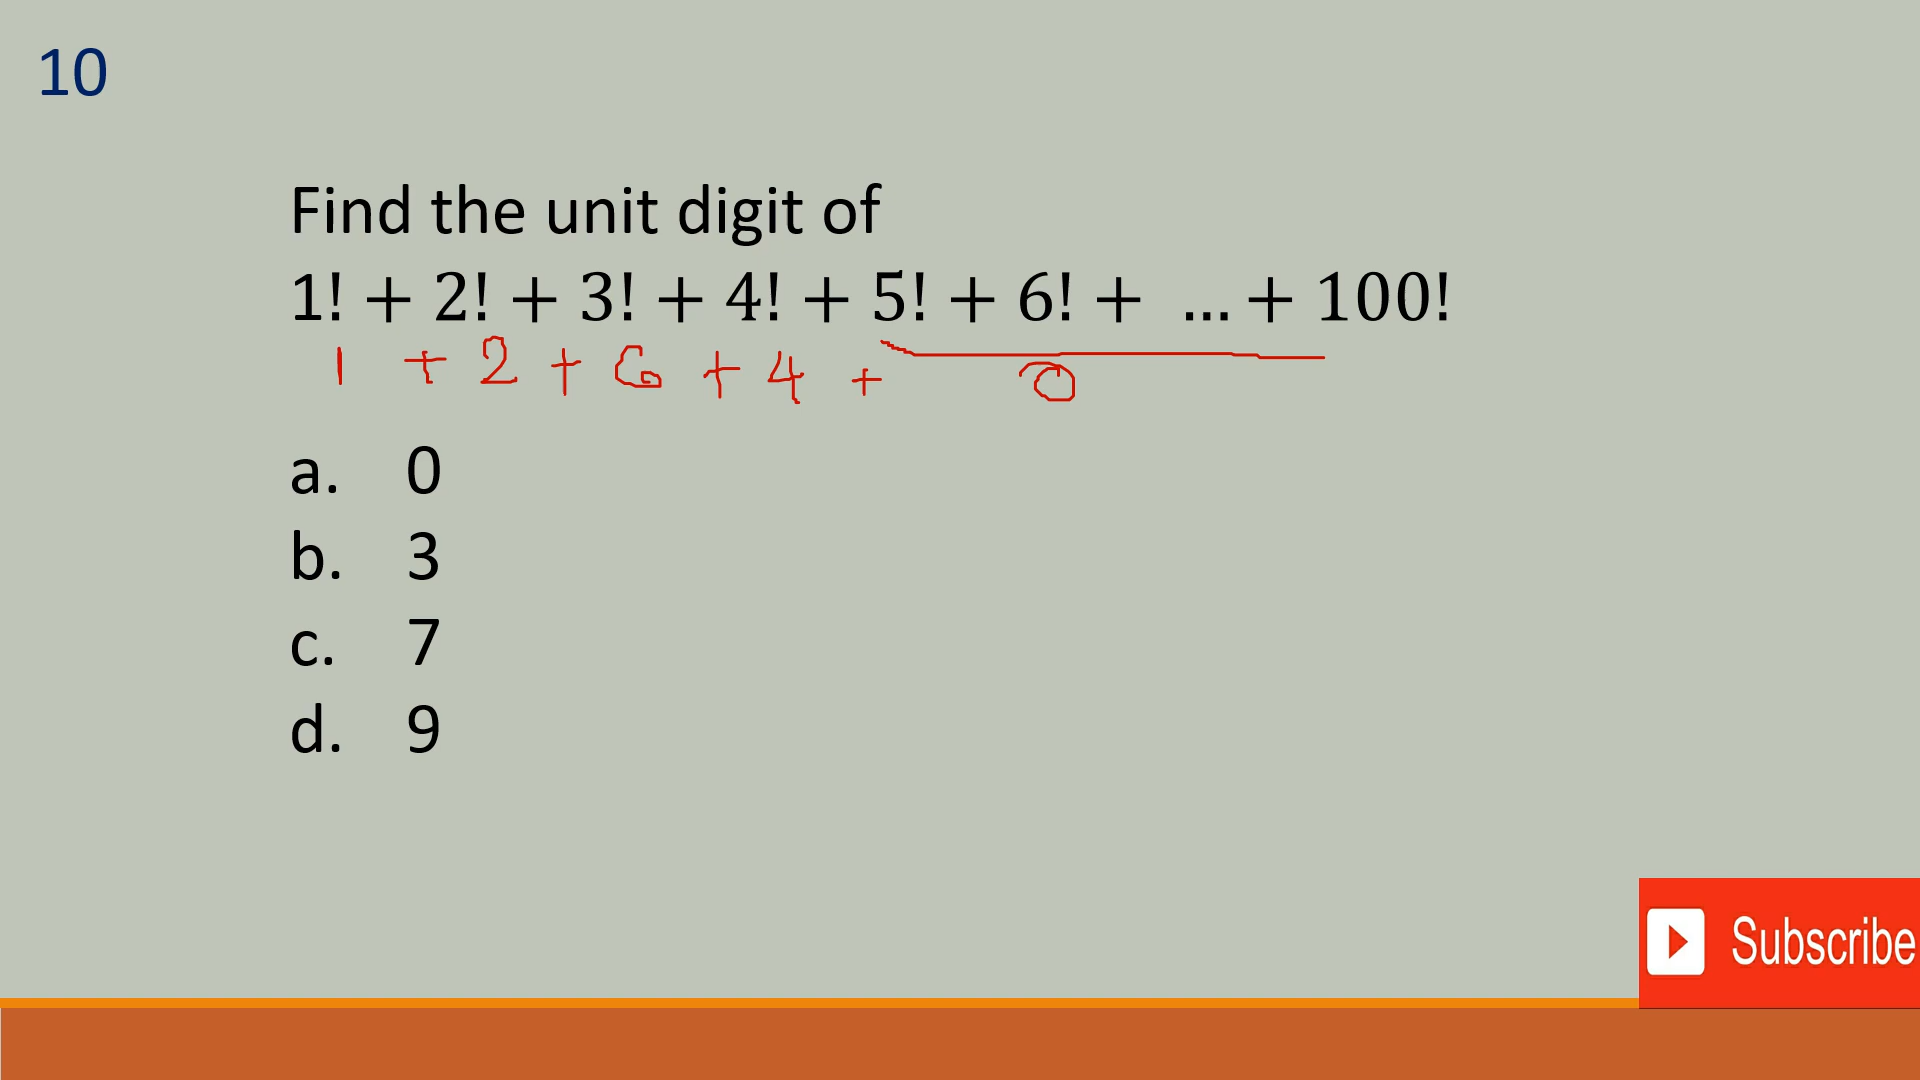 10
Find the unit digit of
1! + 2! + 3! + 4! + 5! + 6! + ... + 100!
1 + 2 + 6 + 4 + 0
a. 0
b. 3
c. 7
d. 9
Subscribe